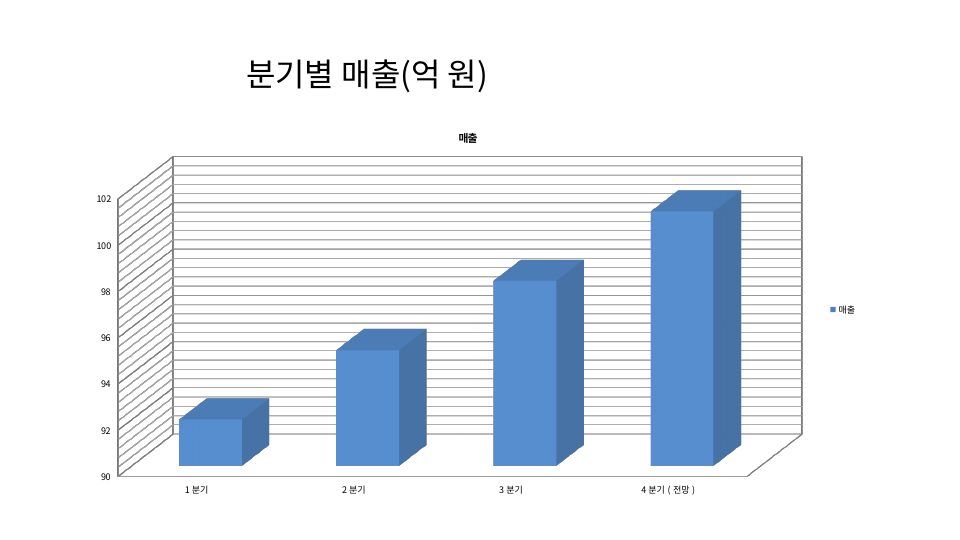 분기별 매출(억 원)
매출
102
100
98
96
94
92
90
1 분기
2 분기
3 분기
4 분기 ( 전망 )
매출